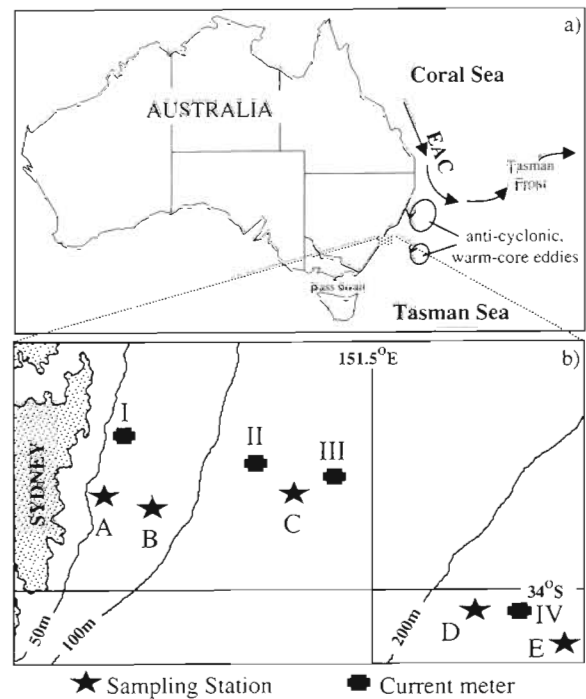 a)
Coral Sea
AUSTRALIA
EAC
Tasman
Front
anti-cyclonic,
warm-core eddies
Bass Strait
Tasman Sea
151.5°E
b)
I
II
III
SYDNEY
A
B
C
34°S
50m
100m
200m
D
IV
E
Sampling Station
Current meter